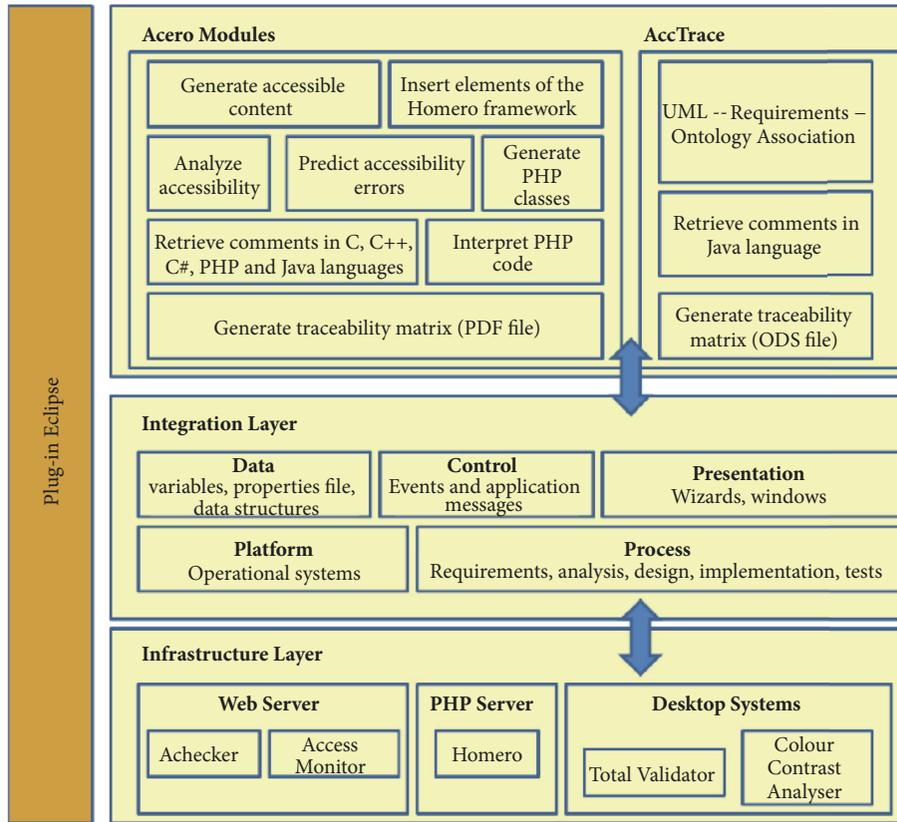 Plug-in Eclipse
Acero Modules
Generate accessible
content
Insert elements of the
Homero framework
Analyze
accessibility
Predict accessibility
errors
Generate
PHP
classes
Retrieve comments in C, C++,
C#, PHP and Java languages
Interpret PHP
code
Generate traceability matrix (PDF file)
AccTrace
UML -- Requirements –
Ontology Association
Retrieve comments in
Java language
Generate traceability
matrix (ODS file)
Integration Layer
Data
variables, properties file,
data structures
Control
Events and application
messages
Presentation
Wizards, windows
Platform
Operational systems
Process
Requirements, analysis, design, implementation, tests
Infrastructure Layer
Web Server
Achecker
Access
Monitor
PHP Server
Homero
Desktop Systems
Total Validator
Colour
Contrast
Analyser